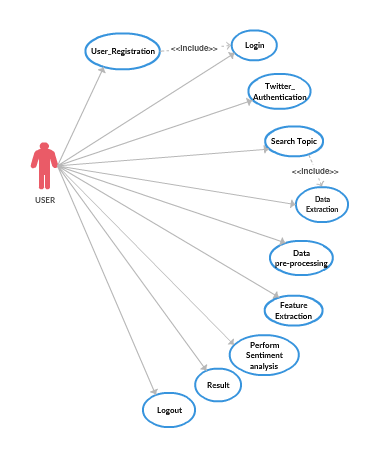 User_Registration
<<Include>>
Login
Twitter_
Authentication
Search Topic
<<Include>>
Data
Extraction
USER
Data
pre-processing
Feature
Extraction
Perform
Sentiment
analysis
Result
Logout